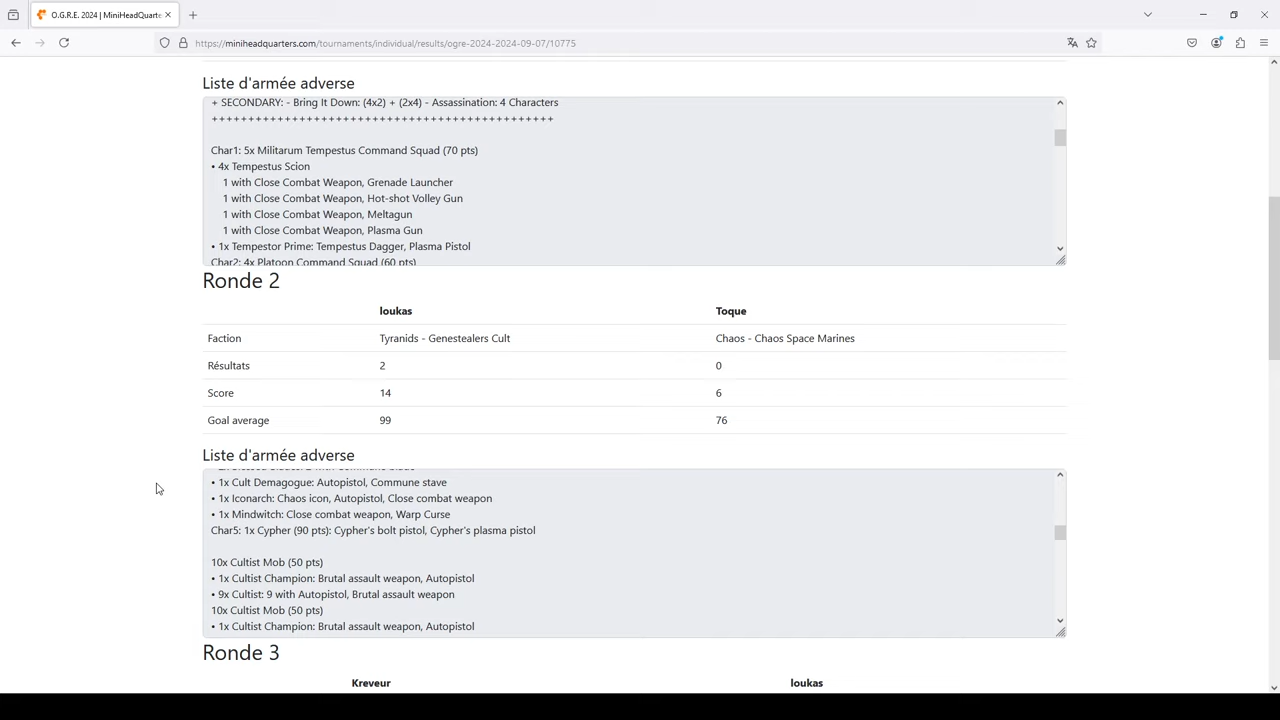 O.G.R.E. 2024 | MiniHeadQuarte
https://miniheadquarters.com/tournaments/individual/results/ogre-2024-2024-09-07/10775
Liste d'armée adverse
+ SECONDARY: - Bring It Down: (4x2) + (2x4) - Assassination: 4 Characters
+++++++++++++++++++++++++++++++++++++++++++++++
Char1: 5x Militarum Tempestus Command Squad (70 pts)
• 4x Tempestus Scion
1 with Close Combat Weapon, Grenade Launcher
1 with Close Combat Weapon, Hot-shot Volley Gun
1 with Close Combat Weapon, Meltagun
1 with Close Combat Weapon, Plasma Gun
• 1x Tempestor Prime: Tempestus Dagger, Plasma Pistol
Char2: 4x Platoon Command Squad (60 pts)
Ronde 2
loukas Toque
Faction Tyranids - Genestealers Cult Chaos - Chaos Space Marines
Résultats 2 0
Score 14 6
Goal average 99 76
Liste d'armée adverse
• 1x Cult Demagogue: Autopistol, Commune stave
• 1x Iconarch: Chaos icon, Autopistol, Close combat weapon
• 1x Mindwitch: Close combat weapon, Warp Curse
Char5: 1x Cypher (90 pts): Cypher's bolt pistol, Cypher's plasma pistol
10x Cultist Mob (50 pts)
• 1x Cultist Champion: Brutal assault weapon, Autopistol
• 9x Cultist: 9 with Autopistol, Brutal assault weapon
10x Cultist Mob (50 pts)
• 1x Cultist Champion: Brutal assault weapon, Autopistol
Ronde 3
Kreveur loukas